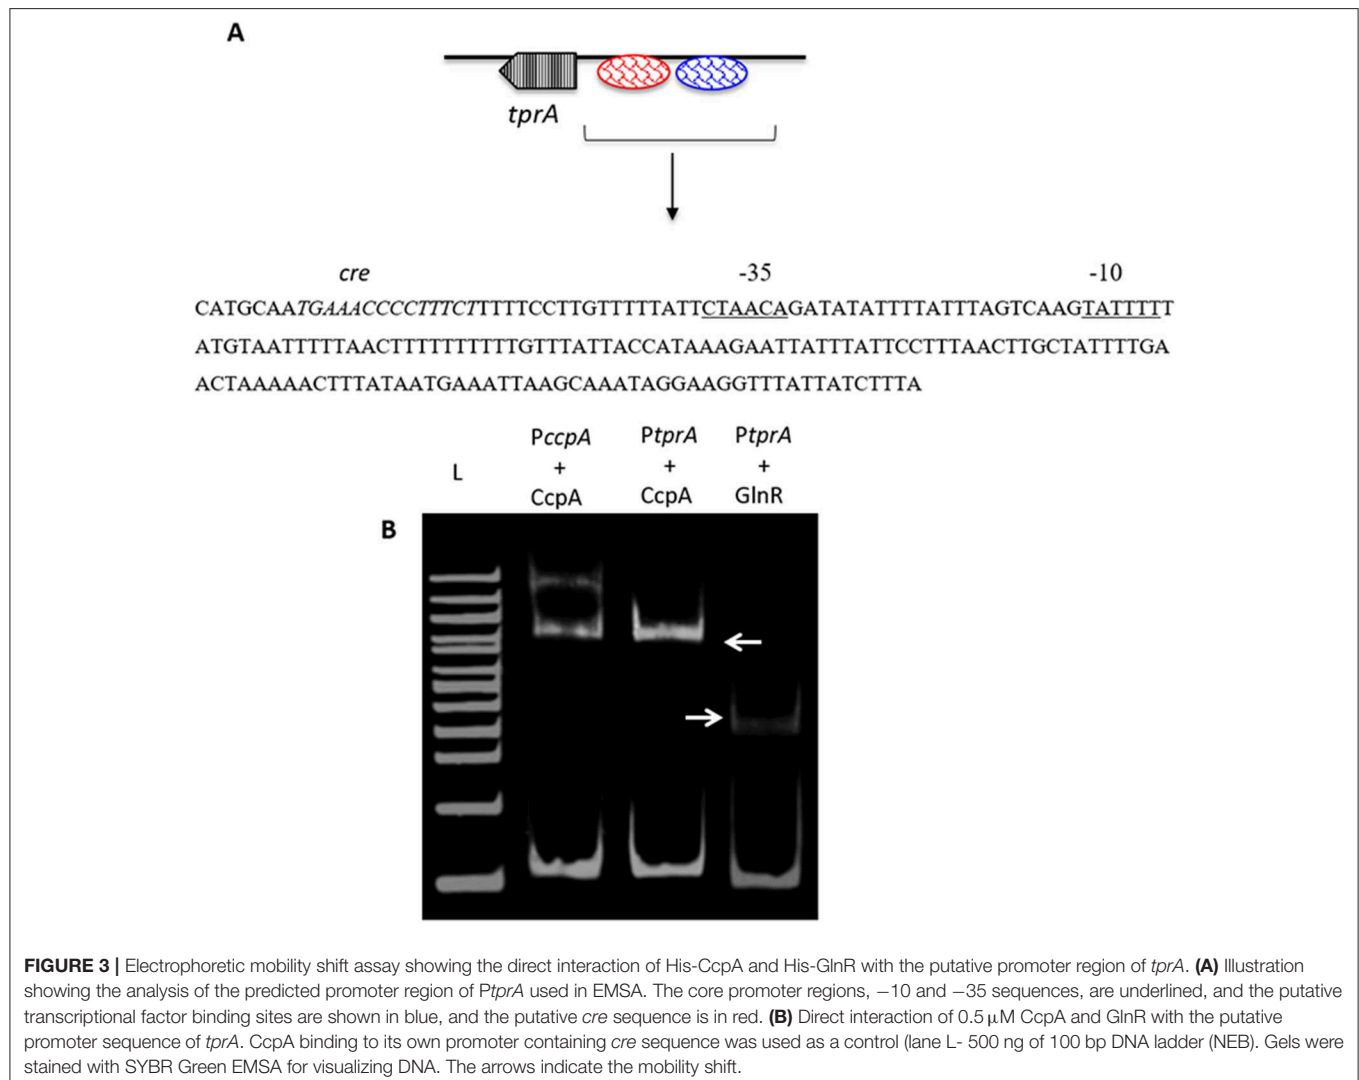 A
tprA
cre -35 -10
CATGCAATGAAACCCCTTTCTTTTTCCTTGTTTTTATTCTAACAGATATATTTTATTTAGTCAAGTATTTTT
ATGTAATTTTTAACTTTTTTTTTTGTTTATTACCATAAAGAATTATTTATTCCTTTAACTTGCTATTTTGA
ACTAAAAACTTTATAATGAAATTAAGCAAATAGGAAGGTTTATTATCTTTA
PccpA PtprA PtprA
L + + +
CcpA CcpA GlnR
B
FIGURE 3 | Electrophoretic mobility shift assay showing the direct interaction of His-CcpA and His-GlnR with the putative promoter region of tprA. (A) Illustration
showing the analysis of the predicted promoter region of PtprA used in EMSA. The core promoter regions, −10 and −35 sequences, are underlined, and the putative
transcriptional factor binding sites are shown in blue, and the putative cre sequence is in red. (B) Direct interaction of 0.5 μM CcpA and GlnR with the putative
promoter sequence of tprA. CcpA binding to its own promoter containing cre sequence was used as a control (lane L- 500 ng of 100 bp DNA ladder (NEB). Gels were
stained with SYBR Green EMSA for visualizing DNA. The arrows indicate the mobility shift.